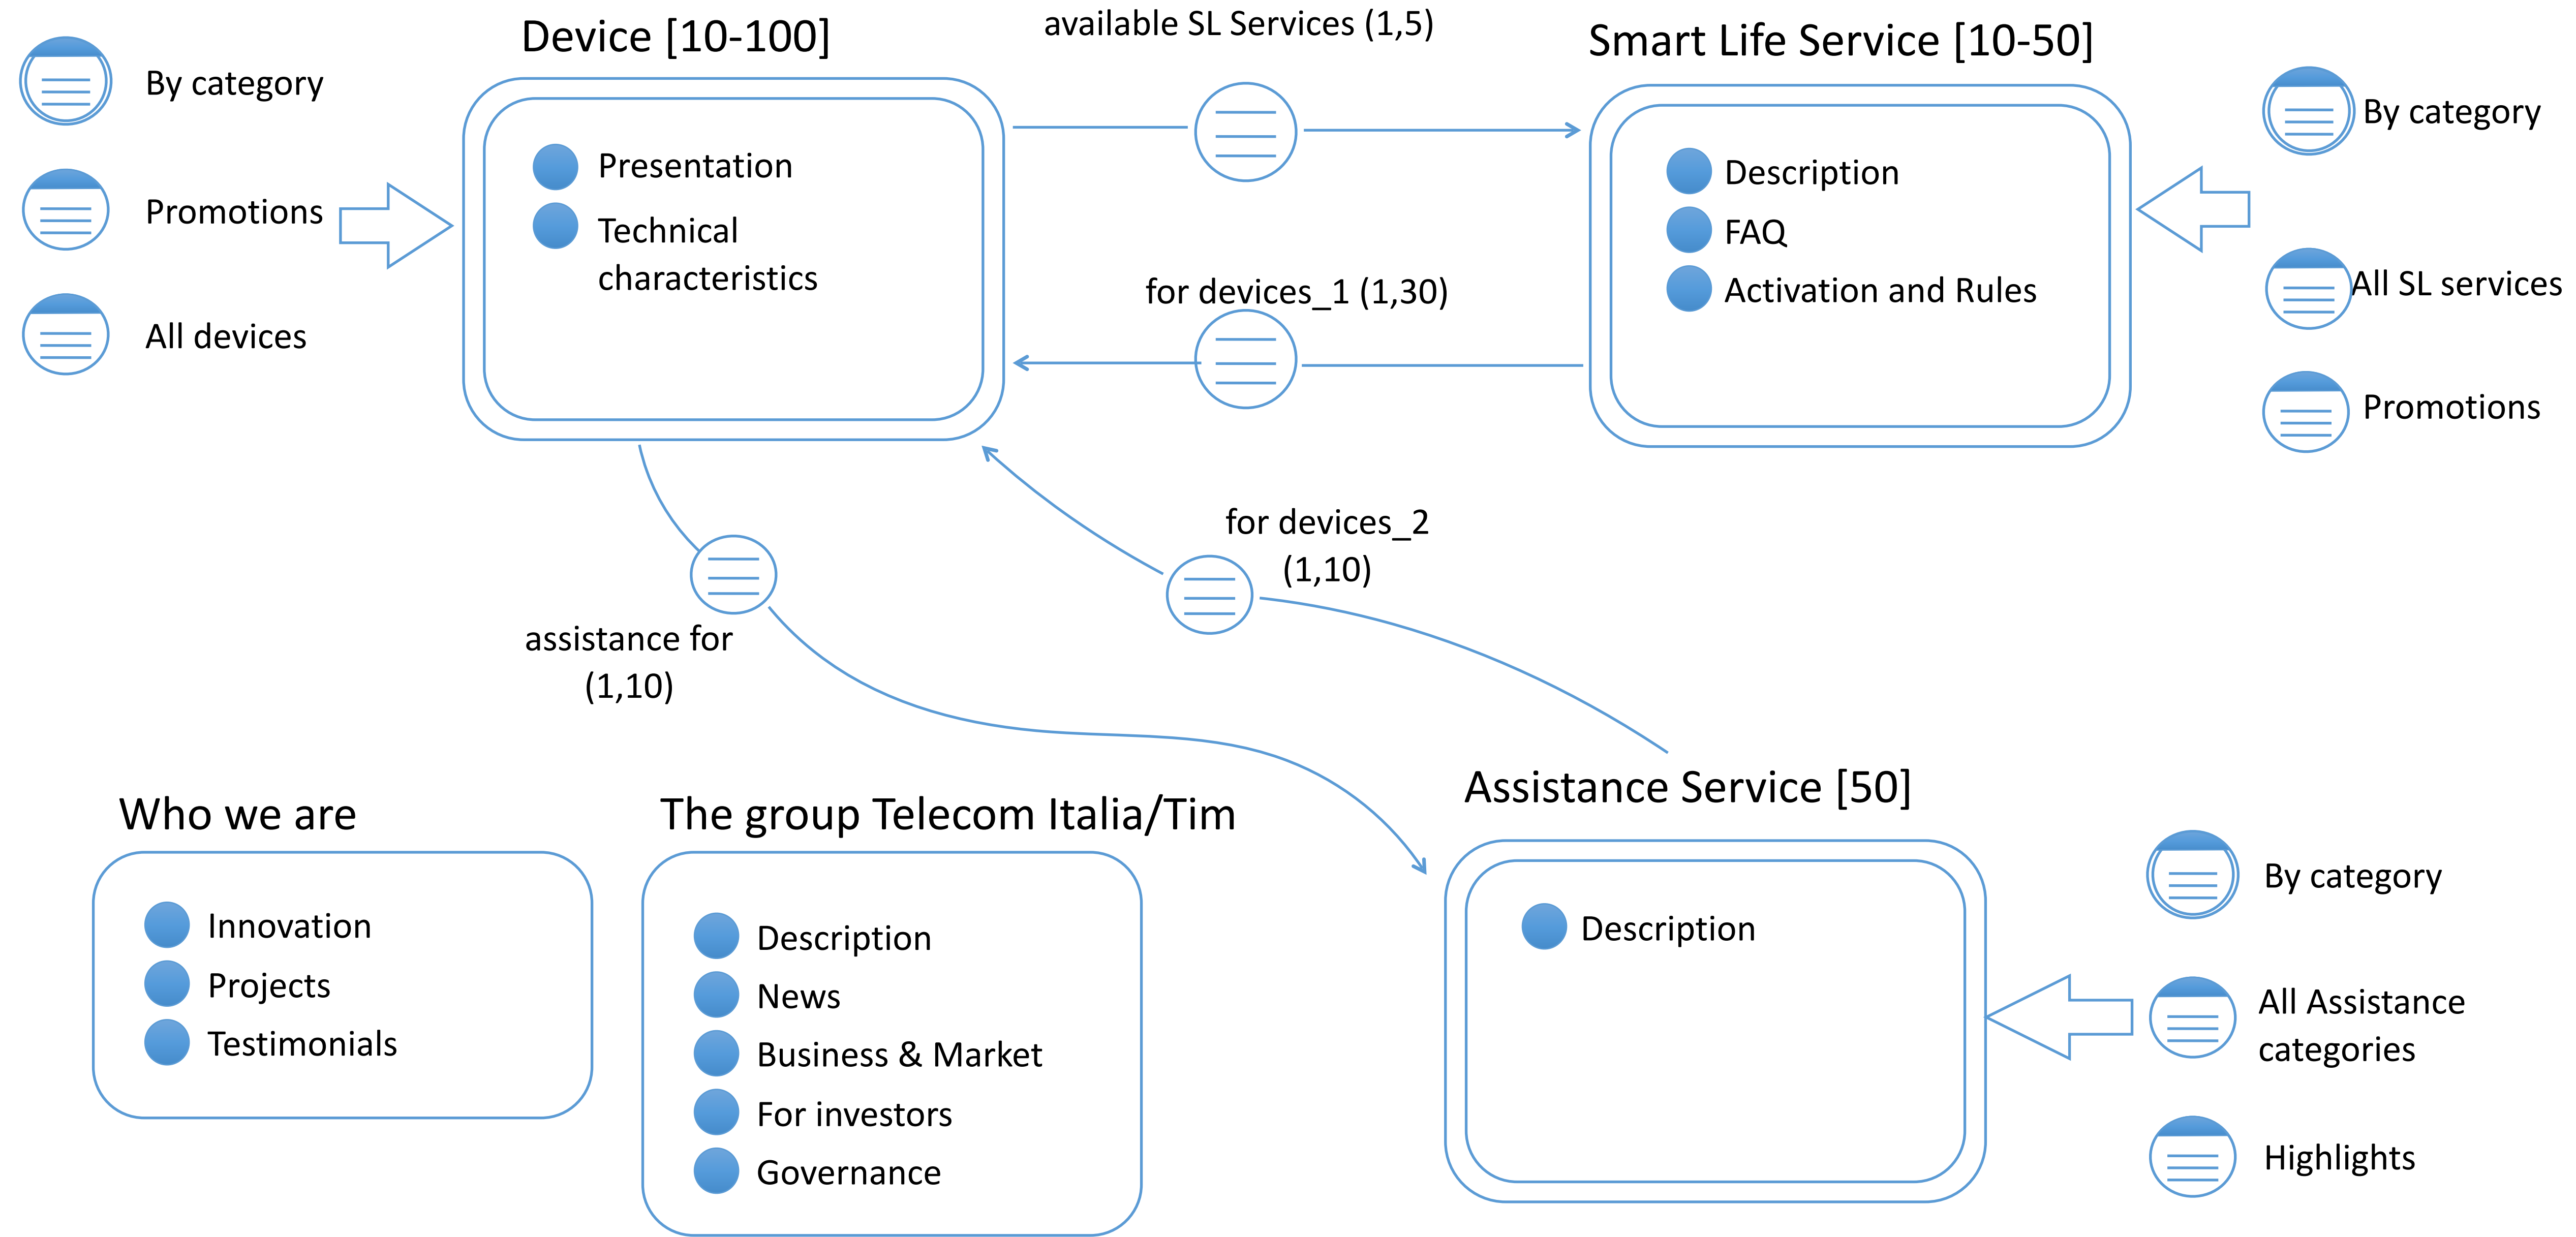 By category
Promotions
All devices
Device [10-100]
Presentation
Technical
characteristics
available SL Services (1,5)
for devices_1 (1,30)
Smart Life Service [10-50]
Description
FAQ
Activation and Rules
By category
All SL services
Promotions
assistance for
(1,10)
for devices_2
(1,10)
Who we are
Innovation
Projects
Testimonials
The group Telecom Italia/Tim
Description
News
Business & Market
For investors
Governance
Assistance Service [50]
Description
By category
All Assistance
categories
Highlights